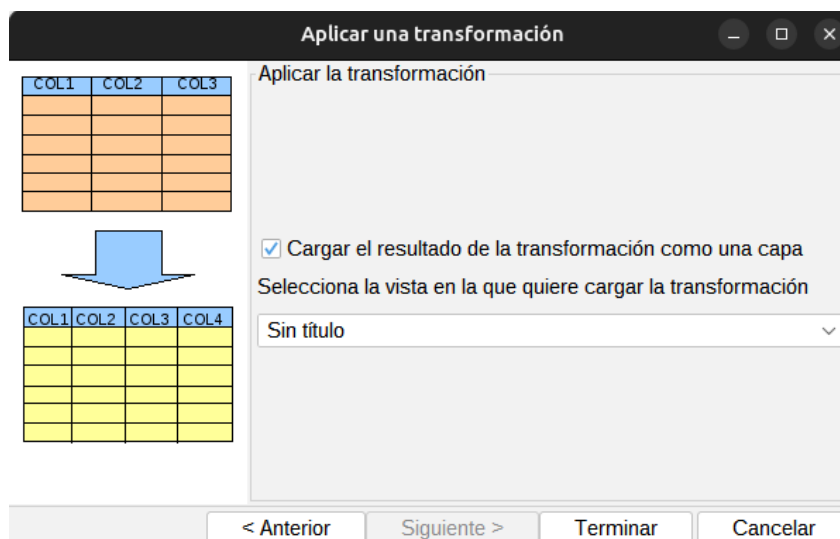 Aplicar una transformación
COL1 COL2 COL3
COL1 COL2 COL3 COL4
Aplicar la transformación
Cargar el resultado de la transformación como una capa
Selecciona la vista en la que quiere cargar la transformación
Sin título
< Anterior Siguiente > Terminar Cancelar